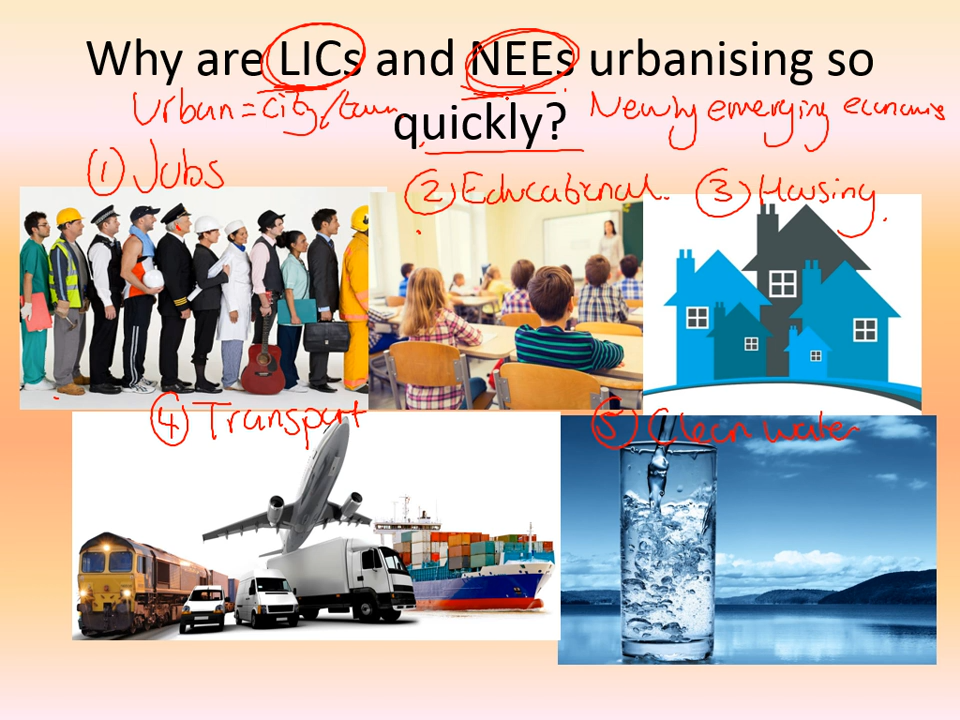 Why are LICs and NEEs urbanising so
Urban = city/town
quickly?
Newly emerging economies
① Jobs
② Educational.
③ Housing
④ Transport
⑤ Clean water